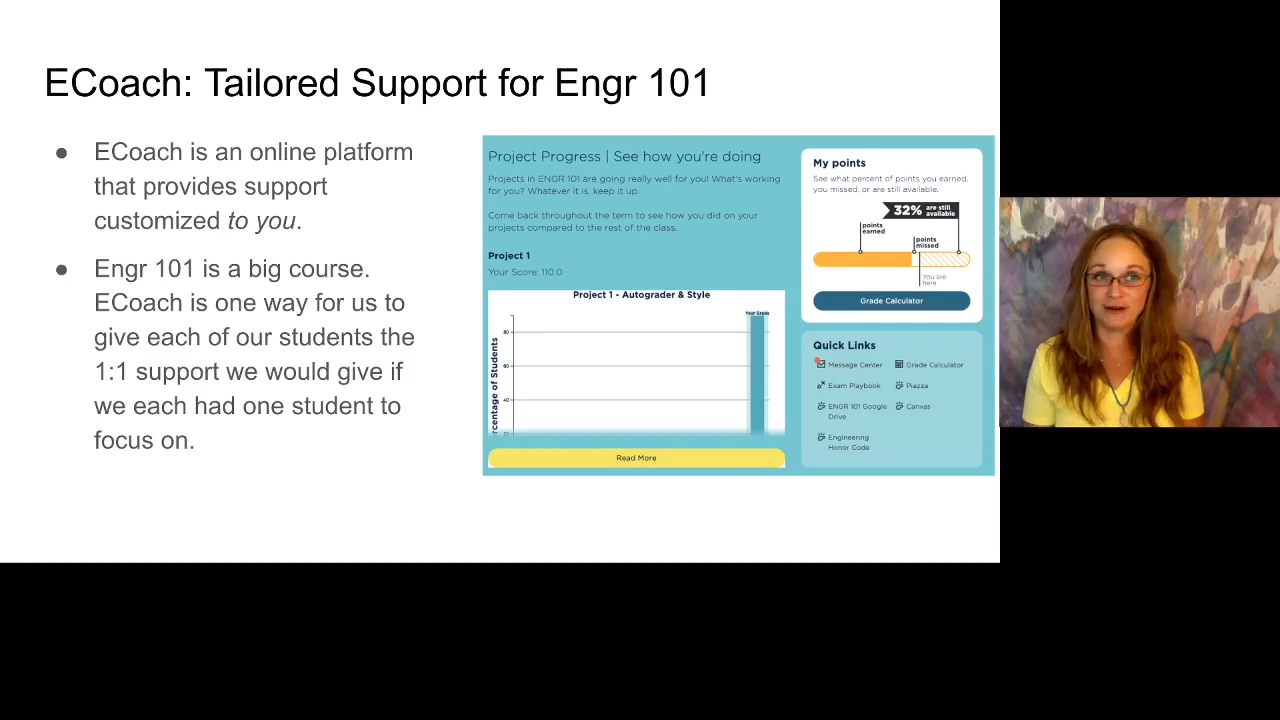 ECoach: Tailored Support for Engr 101
● ECoach is an online platform
that provides support
customized to you.
● Engr 101 is a big course.
ECoach is one way for us to
give each of our students the
1:1 support we would give if
we each had one student to
focus on.
Project Progress | See how you're doing
Projects in ENGR 101 are going really well for you! What's working
for you? Whatever it is, keep it up.
Come back throughout the term to see how you did on your
projects compared to the rest of the class.
Project 1
Your Score: 110.0
Project 1 - Autograder & Style
Your Grade
80
60
40
20
rcentage of Students
Read More
My points
See what percent of points you earned,
you missed, or are still available.
32% are still
available
points
earned
points
missed
You are
here
Grade Calculator
Quick Links
Message Center
Grade Calculator
Exam Playbook
Piazza
ENGR 101 Google
Drive
Canvas
Engineering
Honor Code